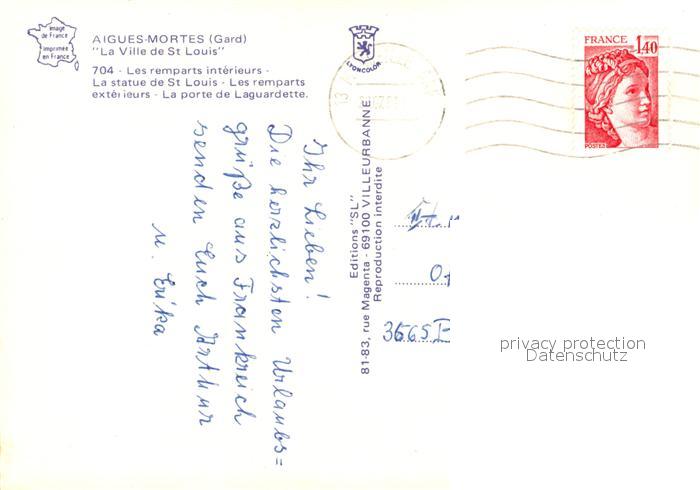 Image
de France
imprimée
en France
AIGUES-MORTES (Gard)
"La Ville de St Louis"
704 - Les remparts intérieurs -
La statue de St Louis - Les remparts
extérieurs - La porte de Laguardette.
LYONCOLOR
FRANCE
1,40
POSTES
Ihr Lieben!
Die herzlichsten Urlaubs=
grüße aus Frankreich
senden Euch Arthur
u. Erika
Editions "SL"
81-83, rue Magenta - 69100 VILLEURBANNE
Reproduction interdite
privacy protection
Datenschutz